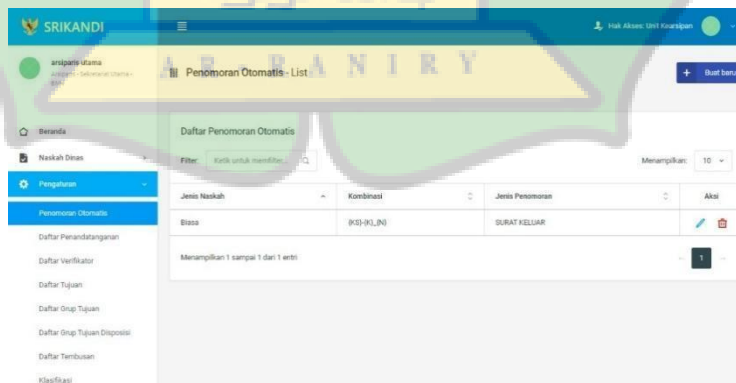 SRIKANDI
Hak Akses: Unit Kearsipan
arsiparis utama
AR-RANIRY
Penomoran Otomatis - List
+ Buat baru
Beranda
Naskah Dinas
Pengaturan
Penomoran Otomatis
Daftar Penandatanganan
Daftar Verifikator
Daftar Tujuan
Daftar Grup Tujuan
Daftar Grup Tujuan Disposisi
Daftar Tembusan
Klasifikasi
Daftar Penomoran Otomatis
Filter: Ketik untuk memfilter...
Menampilkan: 10
Jenis Naskah Kombinasi Jenis Penomoran Aksi
Biasa SURAT KELUAR
Menampilkan 1 sampai 1 dari 1 entri
1